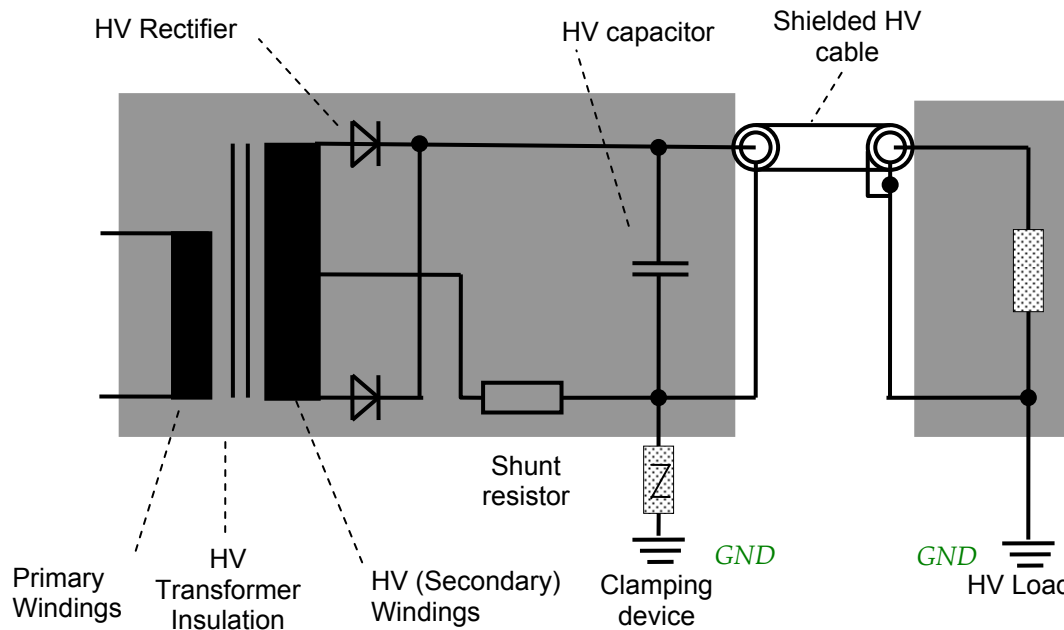 HV Rectifier
HV capacitor
Shielded HV
cable
Shunt
resistor
Primary
Windings
HV
Transformer
Insulation
HV (Secondary)
Windings
Clamping
device
GND
GND
HV Load